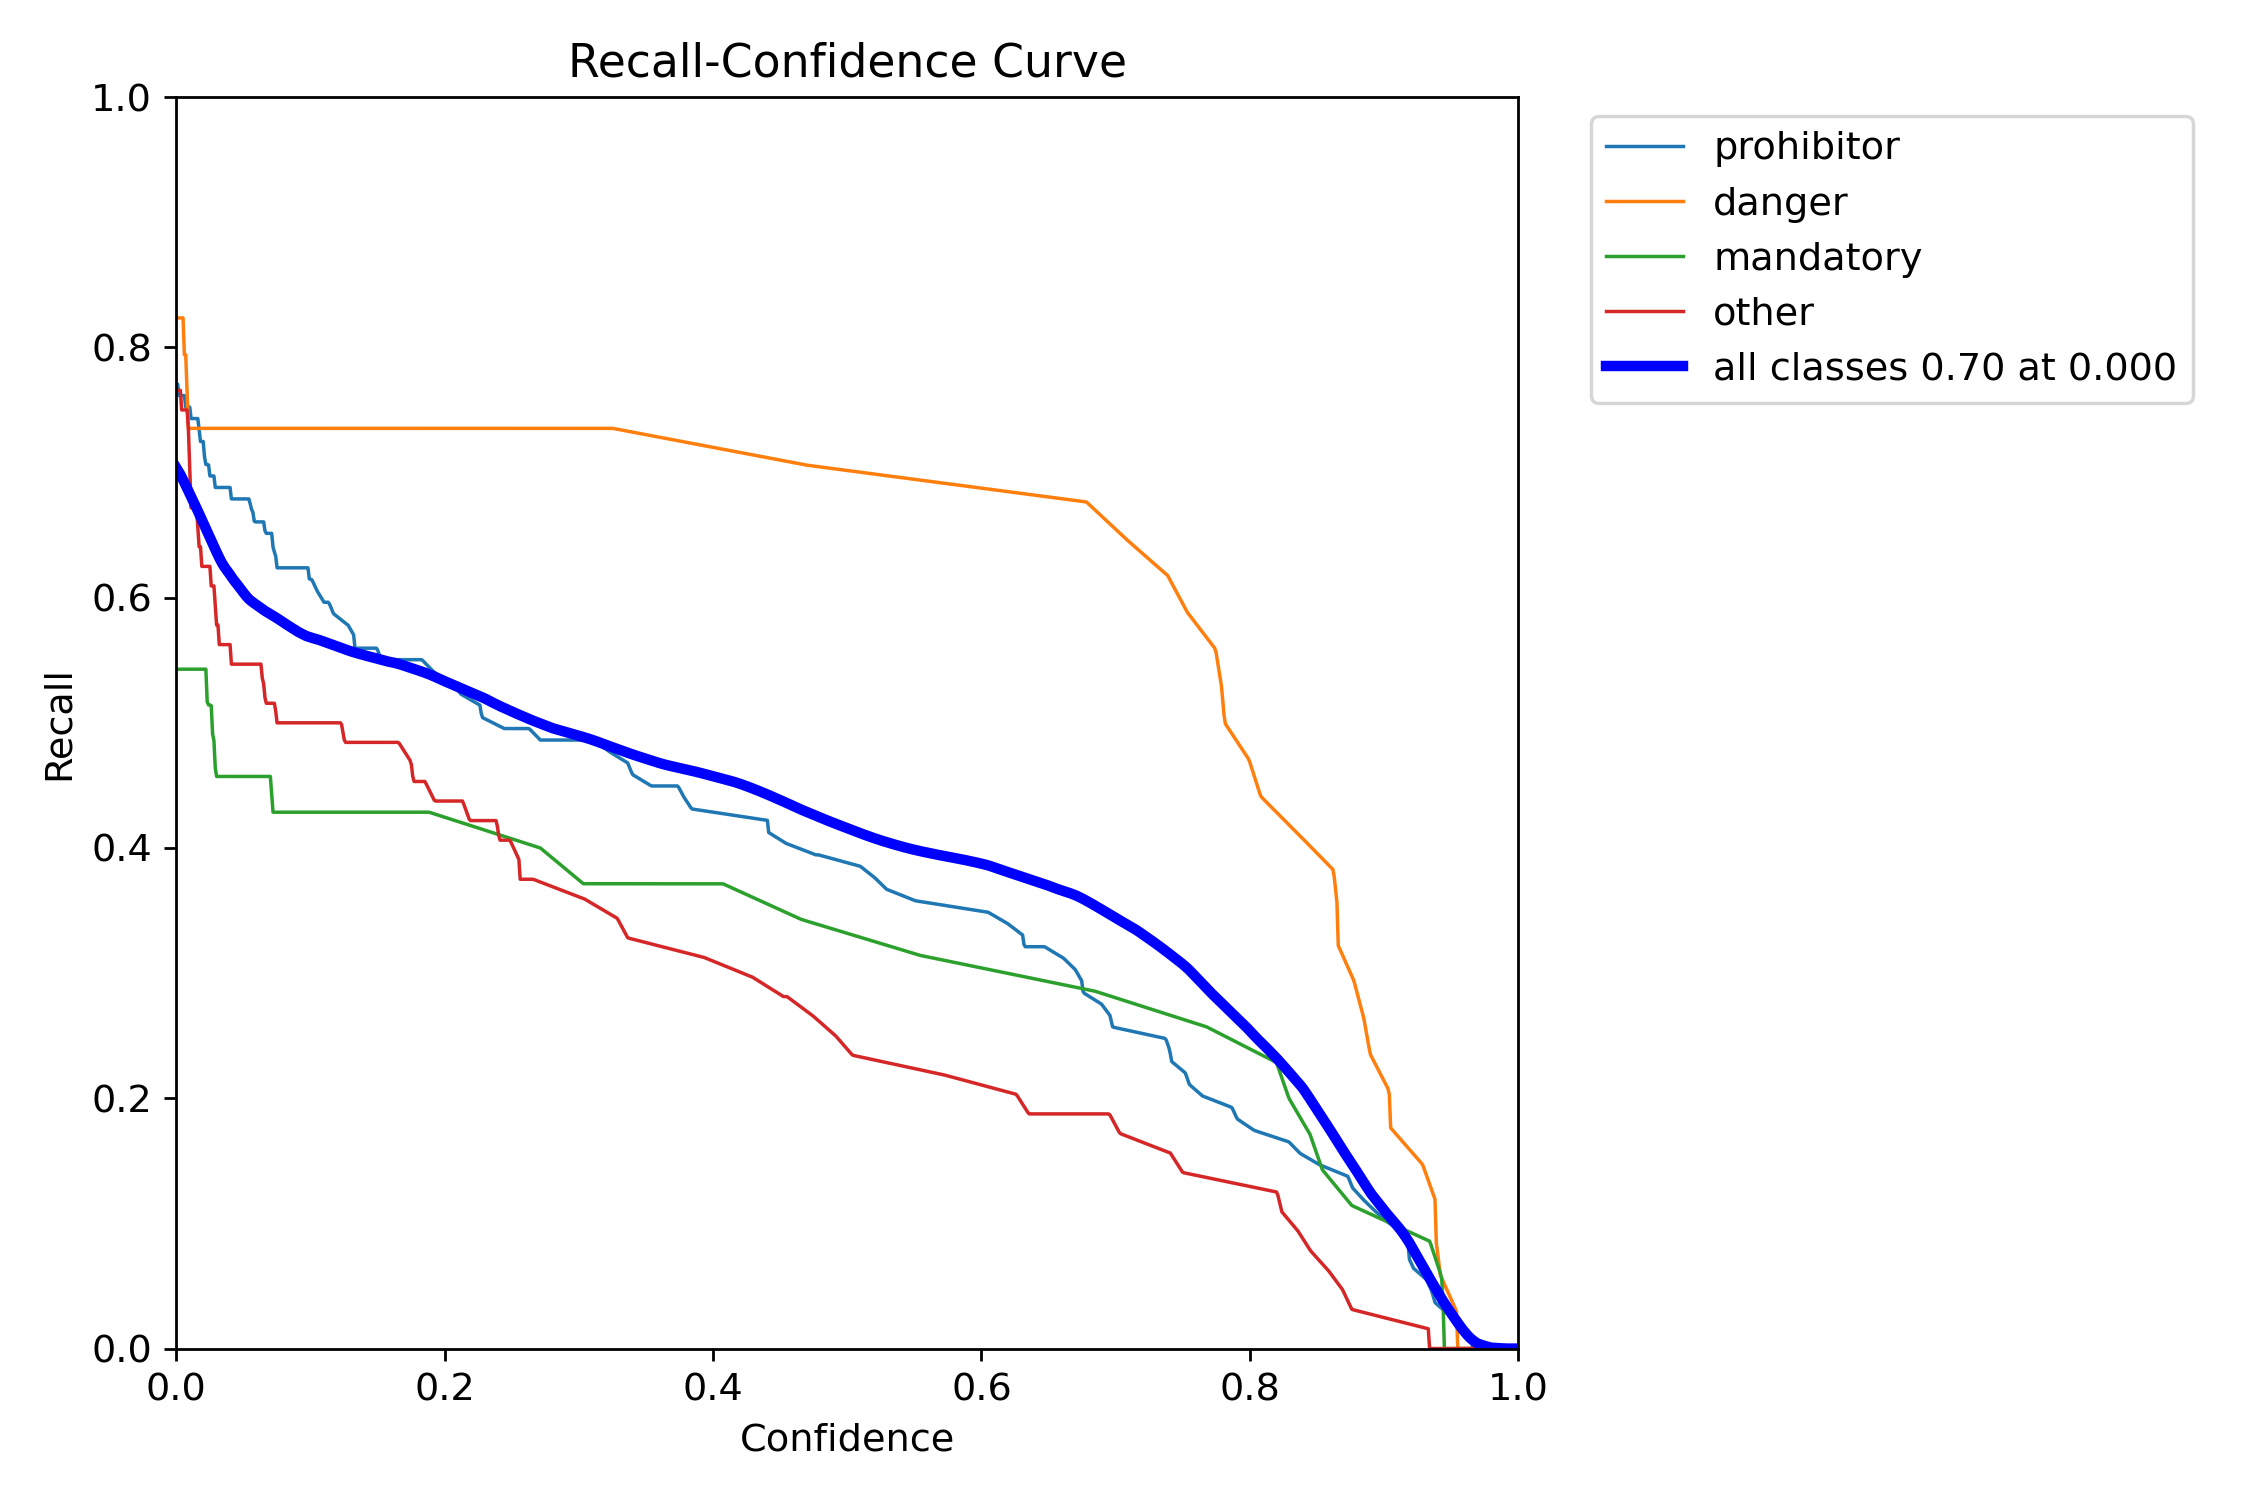 Recall-Confidence Curve
1.0
0.8
0.6
0.4
0.2
0.0
Recall
0.0 0.2 0.4 0.6 0.8 1.0
Confidence
prohibitor
danger
mandatory
other
all classes 0.70 at 0.000